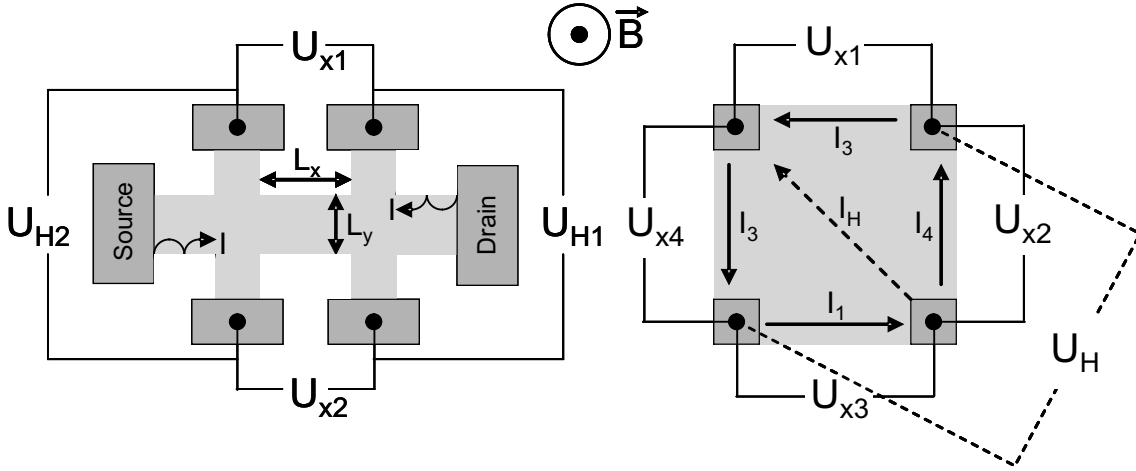 U_x1
B
U_x1
I_3
L_x
U_H2
Source
I
L_y
I
Drain
U_H1
U_x4
I_3
I_H
I_4
U_x2
I_1
U_H
U_x2
U_x3